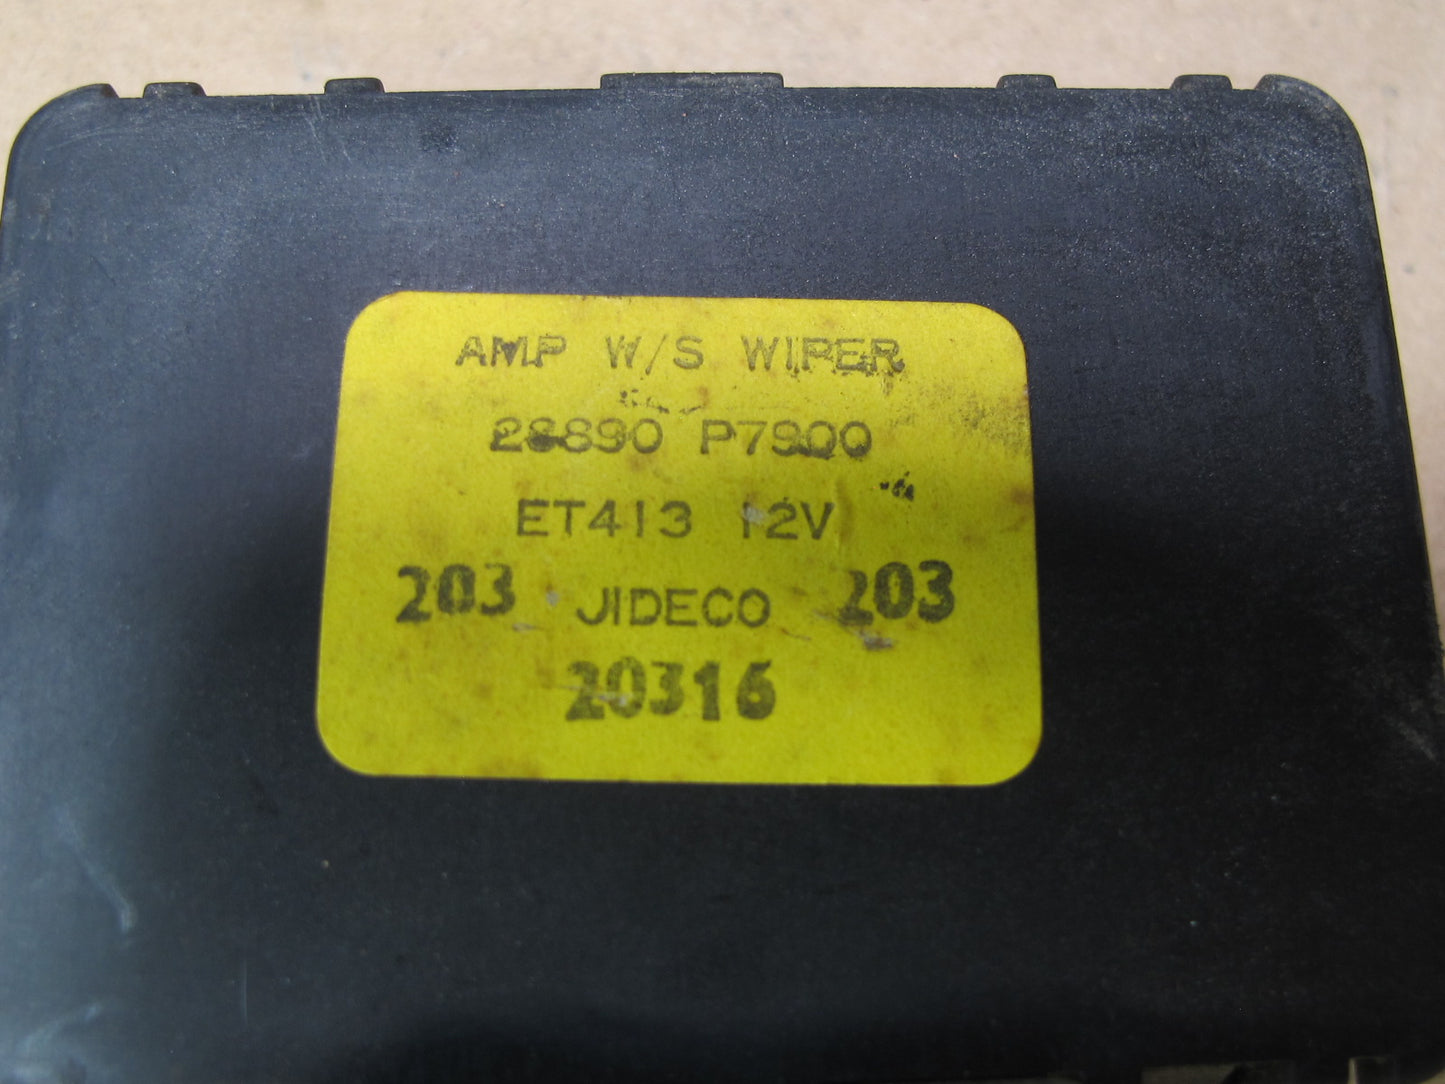 AMP W/S WIPER
28890 P7900
ET413 12V
203 JIDECO 203
20316